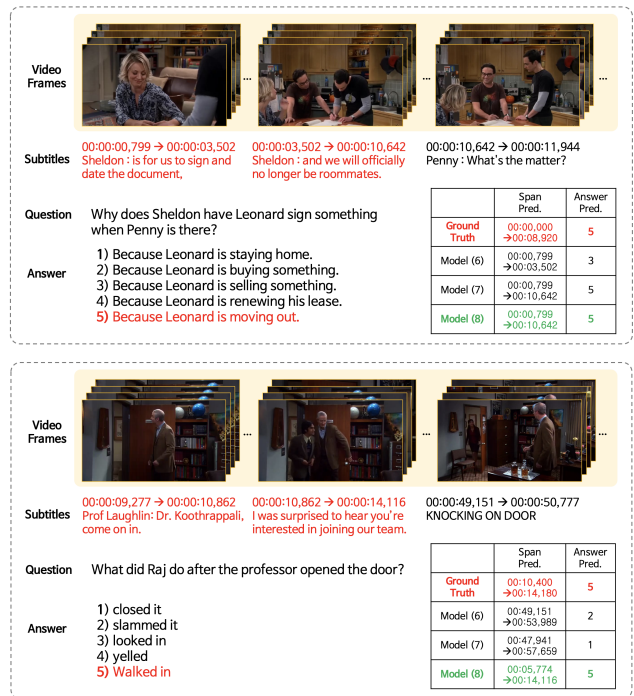 Video
Frames
...
...
...
Subtitles
00:00:00,799 → 00:00:03,502
Sheldon : is for us to sign and
date the document,
00:00:03,502 → 00:00:10,642
Sheldon : and we will officially
no longer be roommates.
00:00:10,642 → 00:00:11,944
Penny : What's the matter?
Question
Why does Sheldon have Leonard sign something
when Penny is there?
Answer
1) Because Leonard is staying home.
2) Because Leonard is buying something.
3) Because Leonard is selling something.
4) Because Leonard is renewing his lease.
5) Because Leonard is moving out.
Span
Pred.
Answer
Pred.
Ground
Truth
00:00,000
→00:08,920
5
Model (6)
00:00,799
→00:03,502
3
Model (7)
00:00,799
→00:10,642
5
Model (8)
00:00,799
→00:10,642
5
Video
Frames
...
...
...
Subtitles
00:00:09,277 → 00:00:10,862
Prof Laughlin: Dr. Koothrappali,
come on in.
00:00:10,862 → 00:00:14,116
I was surprised to hear you're
interested in joining our team.
00:00:49,151 → 00:00:50,777
KNOCKING ON DOOR
Question
What did Raj do after the professor opened the door?
Answer
1) closed it
2) slammed it
3) looked in
4) yelled
5) Walked in
Span
Pred.
Answer
Pred.
Ground
Truth
00:10,400
→00:14,180
5
Model (6)
00:49,151
→00:53,989
2
Model (7)
00:47,941
→00:57,659
1
Model (8)
00:05,774
→00:14,116
5